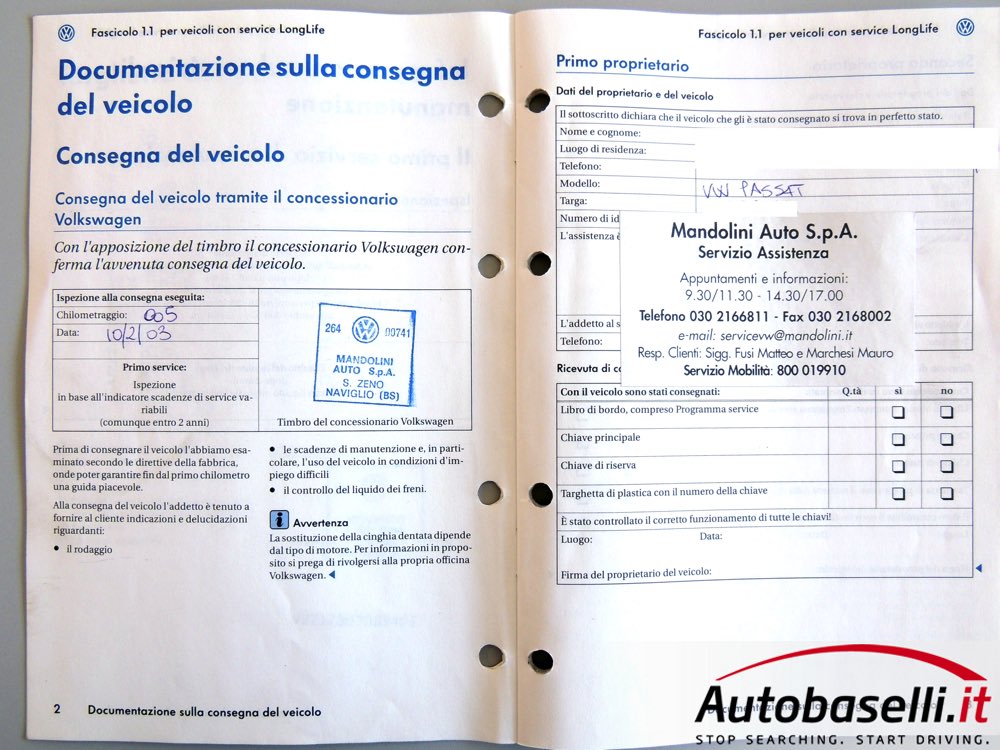 Fascicolo 1.1 per veicoli con service LongLife
Documentazione sulla consegna
del veicolo
Consegna del veicolo
Consegna del veicolo tramite il concessionario
Volkswagen
Con l'apposizione del timbro il concessionario Volkswagen con-
ferma l'avvenuta consegna del veicolo.
Ispezione alla consegna eseguita:
Chilometraggio: 005
Data: 10/2/03
Primo service:
Ispezione
in base all'indicatore scadenze di service va-
riabili
(comunque entro 2 anni)
264 00741
MANDOLINI
AUTO S.p.A.
S. ZENO
NAVIGLIO (BS)
Timbro del concessionario Volkswagen
Prima di consegnare il veicolo l'abbiamo esa-
minato secondo le direttive della fabbrica,
onde poter garantire fin dal primo chilometro
una guida piacevole.
Alla consegna del veicolo l'addetto è tenuto a
fornire al cliente indicazioni e delucidazioni
riguardanti:
• il rodaggio
• le scadenze di manutenzione e, in parti-
colare, l'uso del veicolo in condizioni d'im-
piego difficili
• il controllo del liquido dei freni.
i Avvertenza
La sostituzione della cinghia dentata dipende
dal tipo di motore. Per informazioni in propo-
sito si prega di rivolgersi alla propria officina
Volkswagen.
2 Documentazione sulla consegna del veicolo
Fascicolo 1.1 per veicoli con service LongLife
Primo proprietario
Dati del proprietario e del veicolo
Il sottoscritto dichiara che il veicolo che gli è stato consegnato si trova in perfetto stato.
Nome e cognome:
Luogo di residenza:
Telefono:
Modello: VW PASSAT
Targa:
Numero di id
L'assistenza è
L'addetto al s
Telefono:
Mandolini Auto S.p.A.
Servizio Assistenza
Appuntamenti e informazioni:
9.30/11.30 - 14.30/17.00
Telefono 030 2166811 - Fax 030 2168002
e-mail: servicevw@mandolini.it
Resp. Clienti: Sigg. Fusi Matteo e Marchesi Mauro
Servizio Mobilità: 800 019910
Ricevuta di co
Con il veicolo sono stati consegnati: Q.tà sì no
Libro di bordo, compreso Programma service
Chiave principale
Chiave di riserva
Targhetta di plastica con il numero della chiave
È stato controllato il corretto funzionamento di tutte le chiavi!
Luogo: Data:
Firma del proprietario del veicolo:
Autobaselli.it
STOP SEARCHING. START DRIVING.